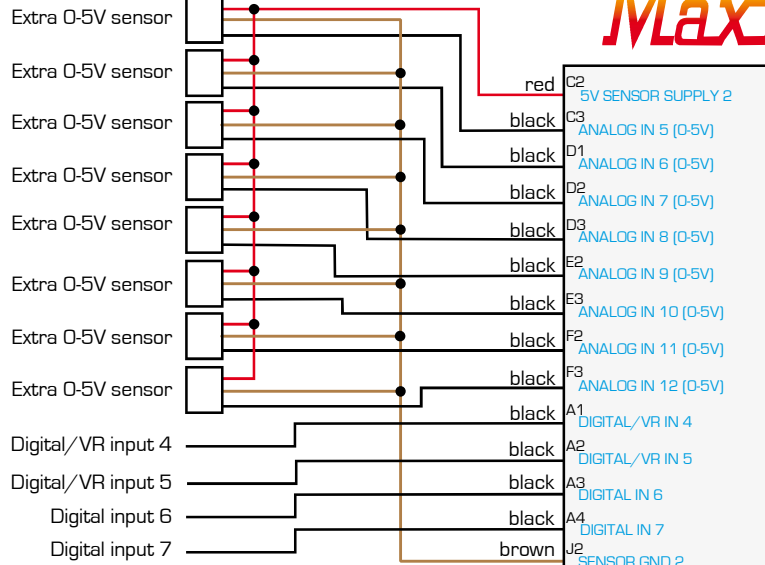 Max
Extra 0-5V sensor
Extra 0-5V sensor
Extra 0-5V sensor
Extra 0-5V sensor
Extra 0-5V sensor
Extra 0-5V sensor
Extra 0-5V sensor
Extra 0-5V sensor
Digital/VR input 4
Digital/VR input 5
Digital input 6
Digital input 7
red C2 5V SENSOR SUPPLY 2
black C3 ANALOG IN 5 (0-5V)
black D1 ANALOG IN 6 (0-5V)
black D2 ANALOG IN 7 (0-5V)
black D3 ANALOG IN 8 (0-5V)
black E2 ANALOG IN 9 (0-5V)
black E3 ANALOG IN 10 (0-5V)
black F2 ANALOG IN 11 (0-5V)
black F3 ANALOG IN 12 (0-5V)
black A1 DIGITAL/VR IN 4
black A2 DIGITAL/VR IN 5
black A3 DIGITAL IN 6
black A4 DIGITAL IN 7
brown J2 SENSOR GND 2